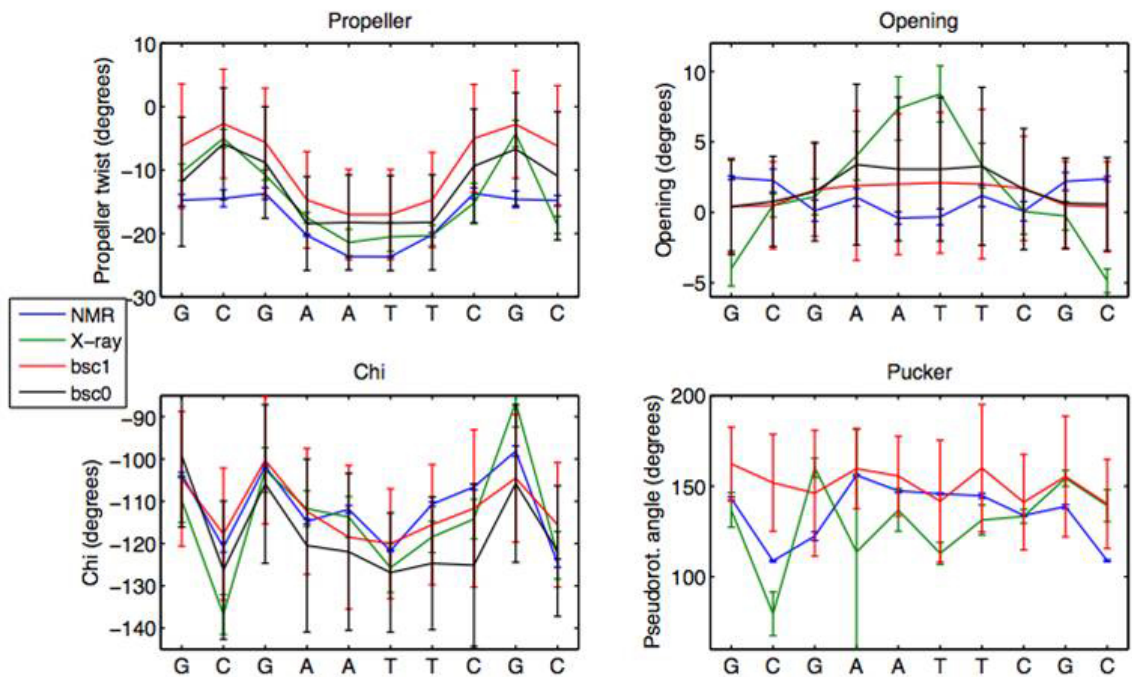 Propeller
Propeller twist (degrees)
10
0
−10
−20
−30
G C G A A T T C G C
Opening
Opening (degrees)
10
5
0
−5
G C G A A T T C G C
NMR
X−ray
bsc1
bsc0
Chi
Chi (degrees)
−90
−100
−110
−120
−130
−140
G C G A A T T C G C
Pucker
Pseudorot. angle (degrees)
200
150
100
G C G A A T T C G C